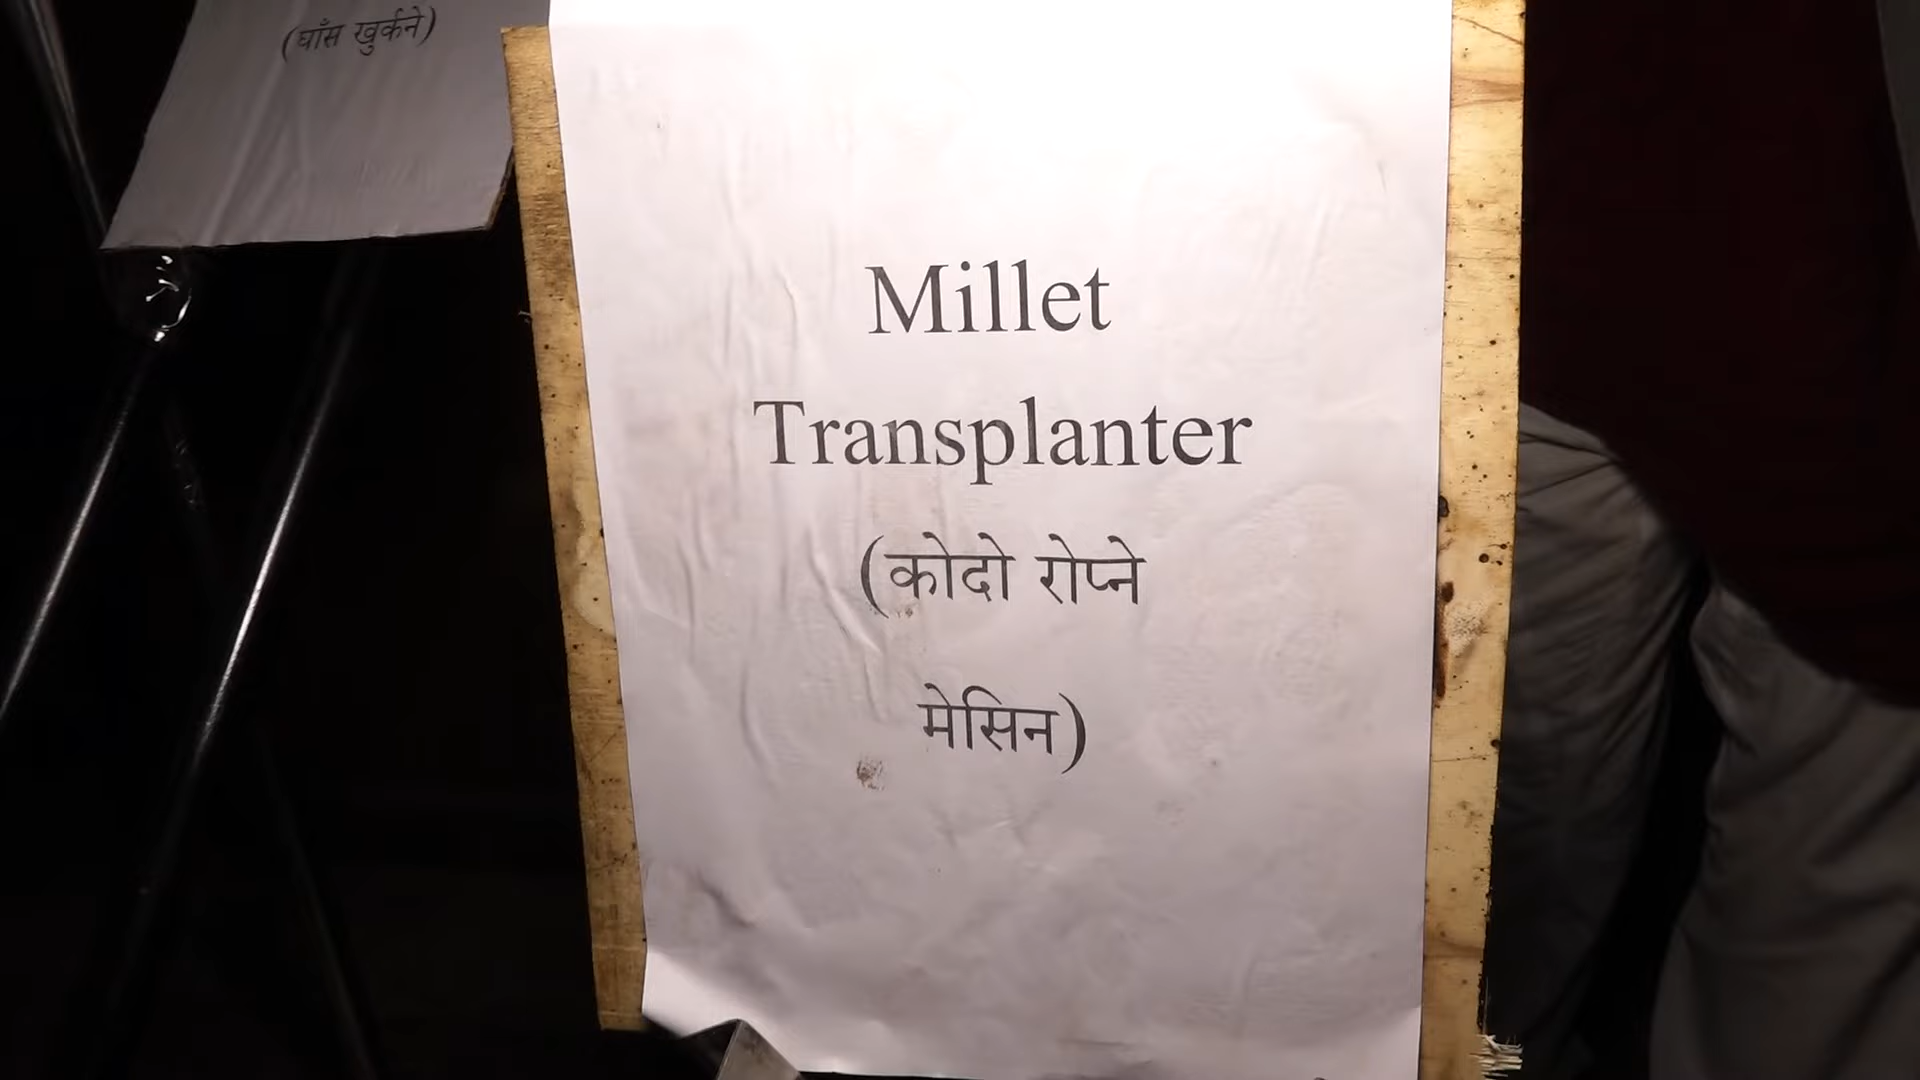 (घाँस खुर्कने)
Millet
Transplanter
(कोदो रोप्ने
मेसिन)